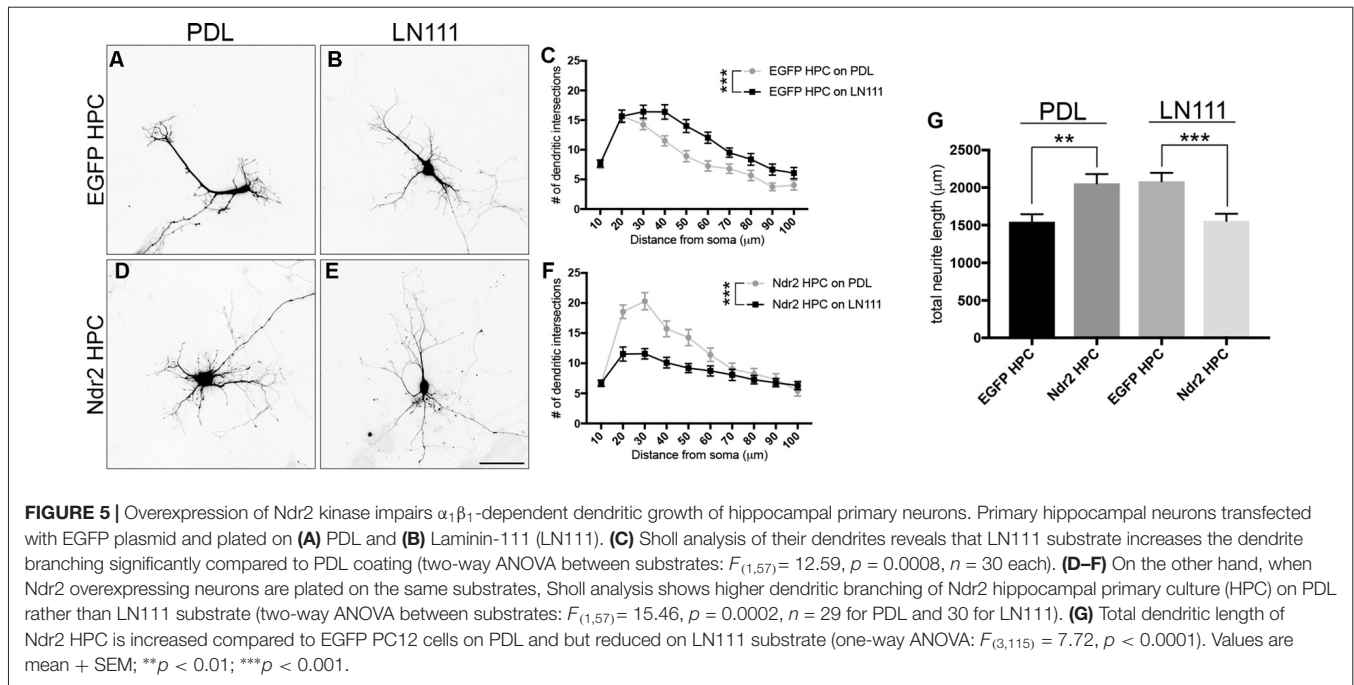 PDL
LN111
EGFP HPC
Ndr2 HPC
A
B
C
25
20
15
10
5
0
# of dendritic intersections
10 20 30 40 50 60 70 80 90 100
Distance from soma (μm)
***
EGFP HPC on PDL
EGFP HPC on LN111
D
E
F
25
20
15
10
5
0
# of dendritic intersections
10 20 30 40 50 60 70 80 90 100
Distance from soma (μm)
***
Ndr2 HPC on PDL
Ndr2 HPC on LN111
G
PDL
LN111
**
***
2500
2000
1500
1000
500
0
total neurite length (μm)
EGFP HPC
Ndr2 HPC
EGFP HPC
Ndr2 HPC
FIGURE 5 | Overexpression of Ndr2 kinase impairs α₁β₁-dependent dendritic growth of hippocampal primary neurons. Primary hippocampal neurons transfected
with EGFP plasmid and plated on (A) PDL and (B) Laminin-111 (LN111). (C) Sholl analysis of their dendrites reveals that LN111 substrate increases the dendrite
branching significantly compared to PDL coating (two-way ANOVA between substrates: F(1,57)= 12.59, p = 0.0008, n = 30 each). (D–F) On the other hand, when
Ndr2 overexpressing neurons are plated on the same substrates, Sholl analysis shows higher dendritic branching of Ndr2 hippocampal primary culture (HPC) on PDL
rather than LN111 substrate (two-way ANOVA between substrates: F(1,57)= 15.46, p = 0.0002, n = 29 for PDL and 30 for LN111). (G) Total dendritic length of
Ndr2 HPC is increased compared to EGFP PC12 cells on PDL and but reduced on LN111 substrate (one-way ANOVA: F(3,115) = 7.72, p < 0.0001). Values are
mean + SEM; **p < 0.01; ***p < 0.001.